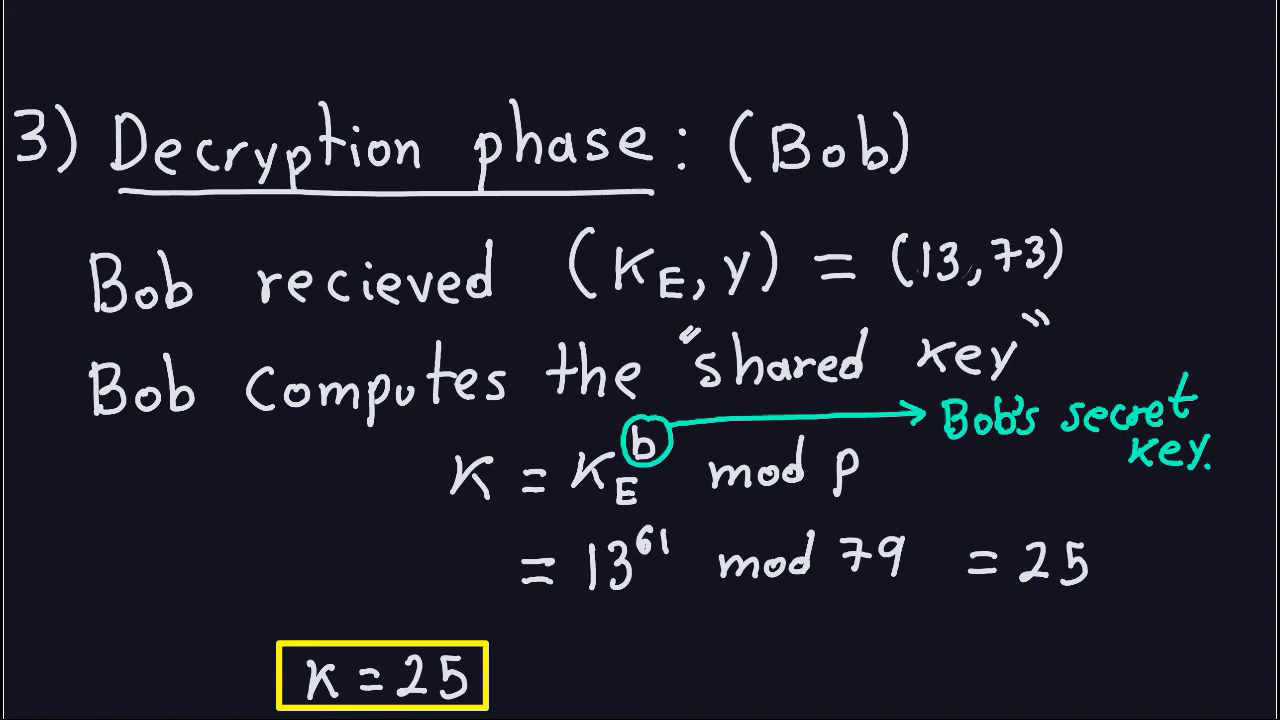 3) Decryption phase: (Bob)
Bob recieved (K_E, y) = (13, 73)
Bob computes the "shared key"
Bob's secret key.
K = K_E^b mod p
= 13^61 mod 79 = 25
K = 25